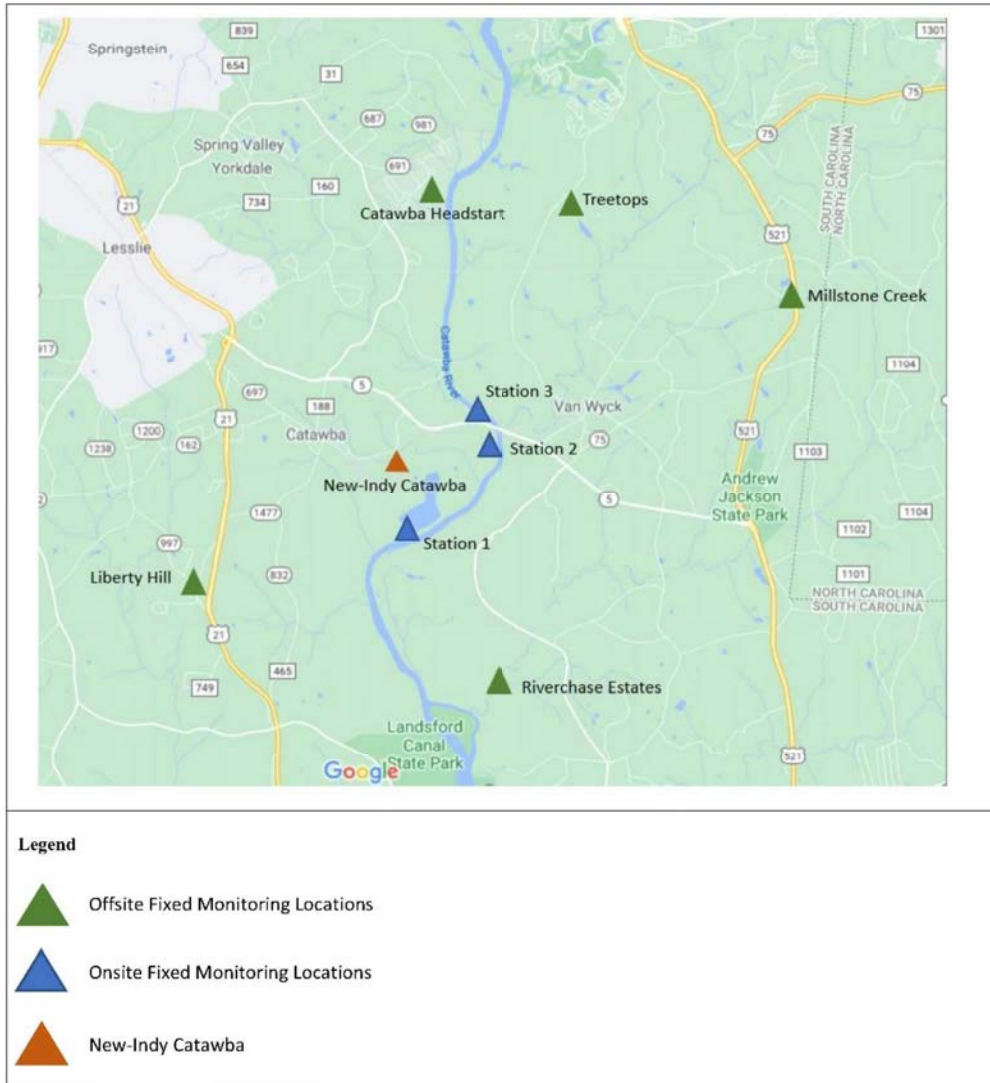 839
1301
Springstein
654
31
75
687
981
75
Spring Valley
Yorkdale
691
160
734
Catawba Headstart
Treetops
SOUTH CAROLINA
NORTH CAROLINA
21
521
Lesslie
Millstone Creek
Catawba River
917
1104
5
697
Station 3
188
Van Wyck
21
1200
162
Catawba
75
521
1238
Station 2
1103
New-Indy Catawba
Andrew
Jackson
State Park
5
1477
1104
1102
997
Station 1
Liberty Hill
832
1101
NORTH CAROLINA
SOUTH CAROLINA
21
465
749
Riverchase Estates
Landsford
Canal
State Park
521
Google
Legend
Offsite Fixed Monitoring Locations
Onsite Fixed Monitoring Locations
New-Indy Catawba